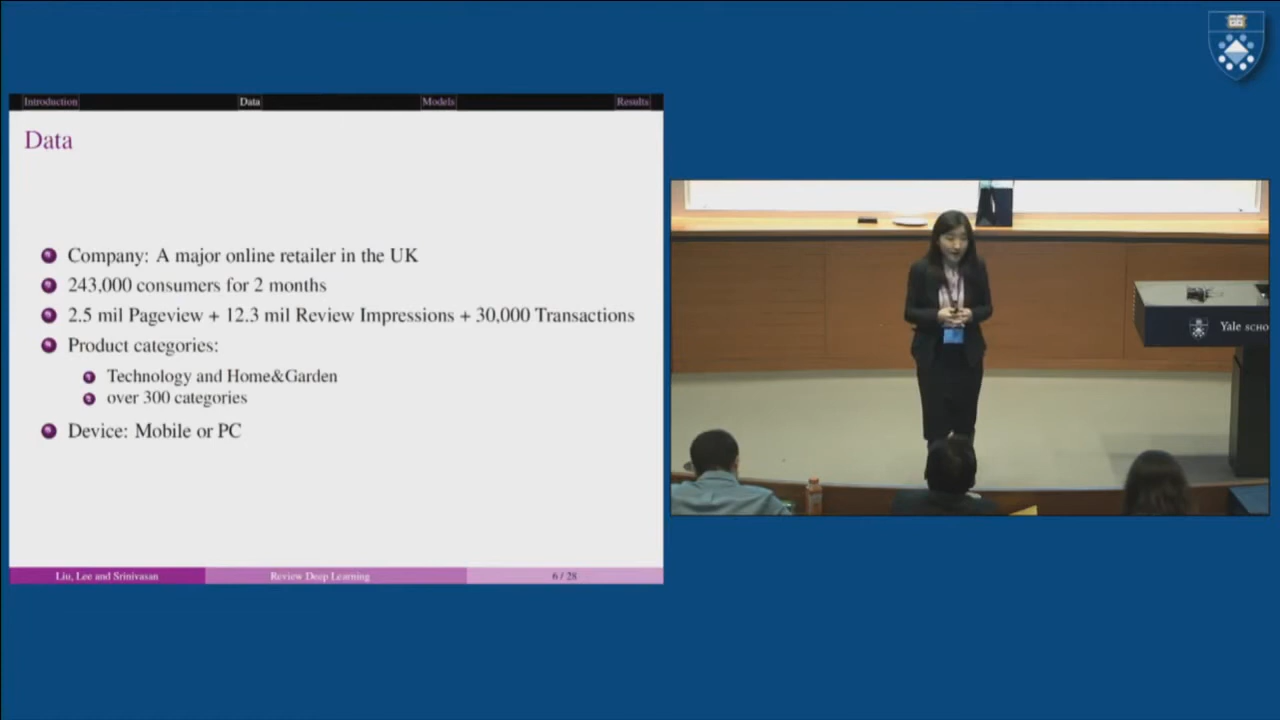 Introduction
Data
Models
Results
Data
Company: A major online retailer in the UK
243,000 consumers for 2 months
2.5 mil Pageview + 12.3 mil Review Impressions + 30,000 Transactions
Product categories:
Technology and Home&Garden
over 300 categories
Device: Mobile or PC
Liu, Lee and Srinivasan
Review Deep Learning
6 / 28
Yale SCHO